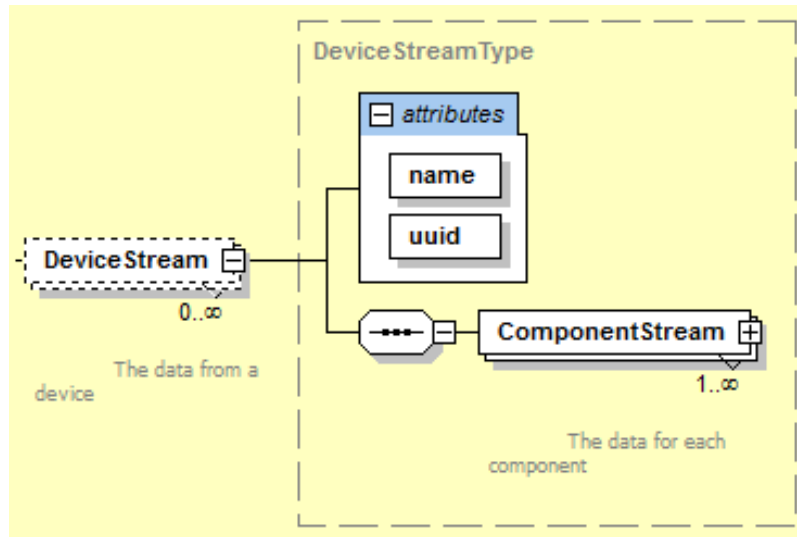 DeviceStreamType
attributes
name
uuid
DeviceStream
0..∞
The data from a
device
ComponentStream
1..∞
The data for each
component